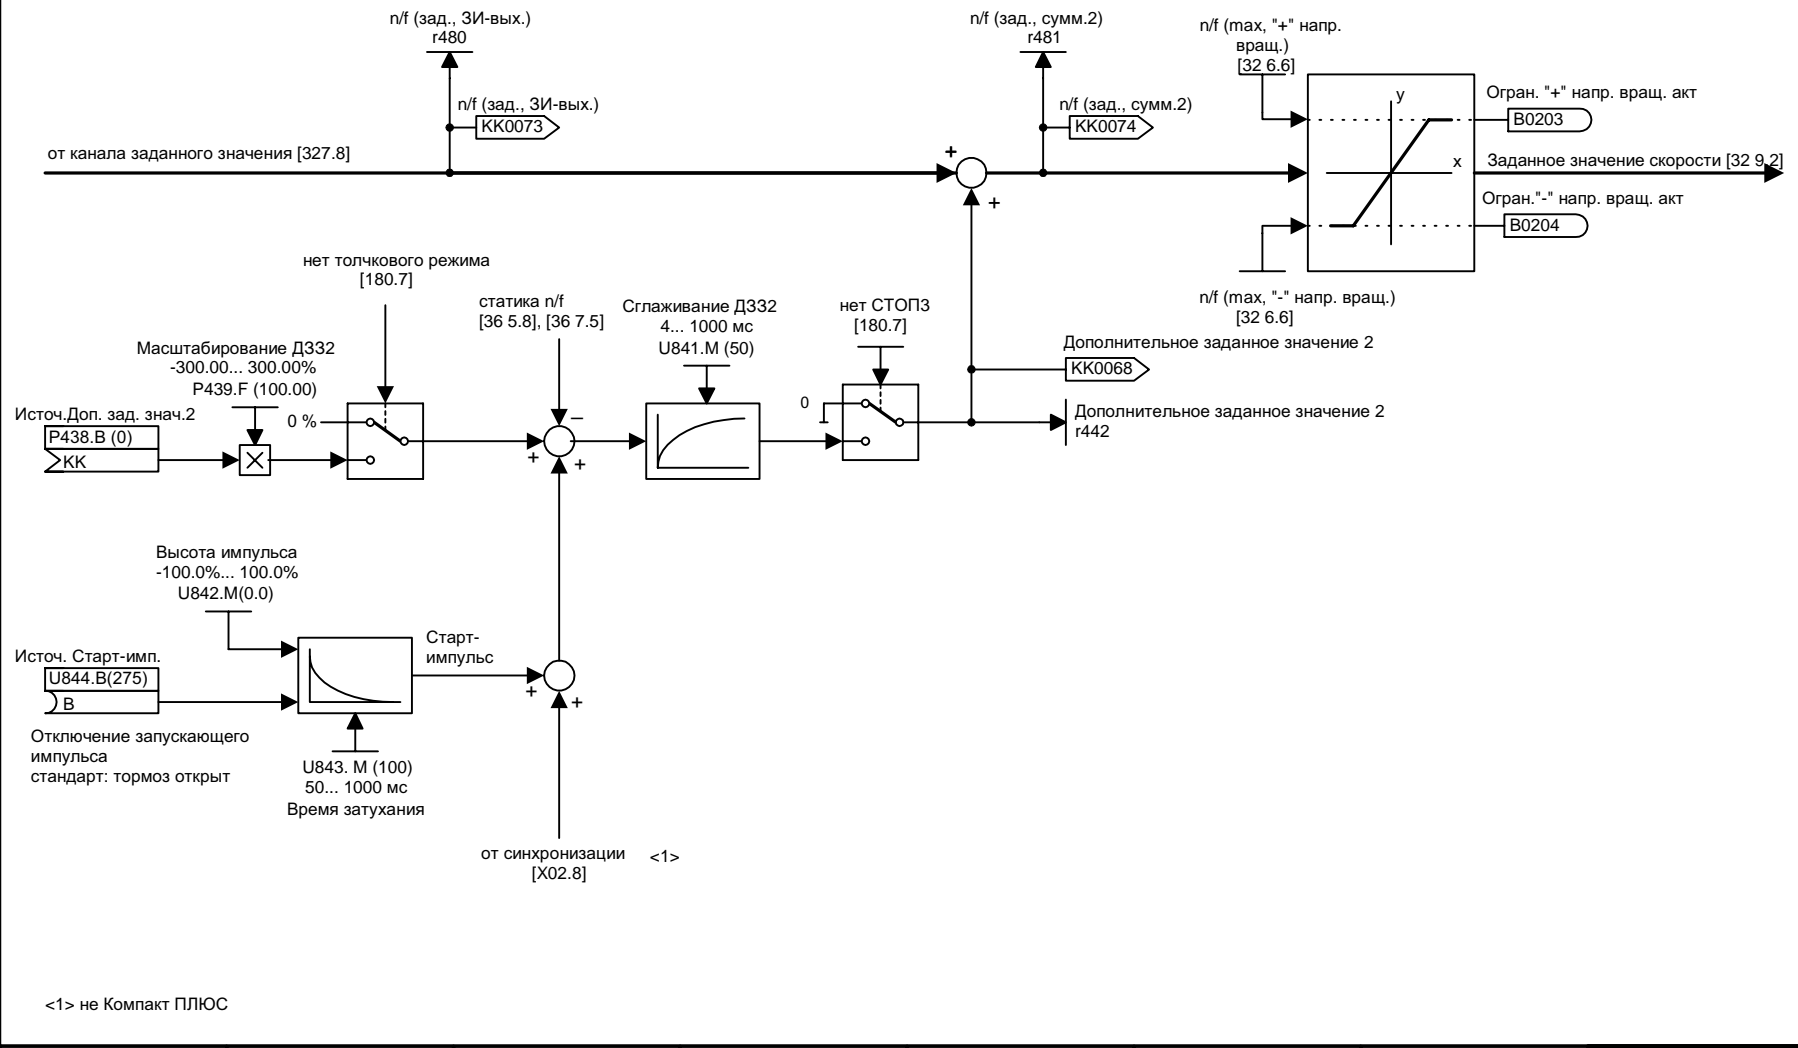 n/f (зад., ЗИ-вых.)
r480
n/f (зад., ЗИ-вых.)
KK0073
от канала заданного значения [327.8]
n/f (зад., сумм.2)
r481
n/f (зад., сумм.2)
KK0074
+
+
n/f (max, "+" напр.
вращ.)
[32 6.6]
y
x
Огран. "+" напр. вращ. акт
B0203
Заданное значение скорости [32 9.2]
Огран."-" напр. вращ. акт
B0204
n/f (max, "-" напр. вращ.)
[32 6.6]
нет толчкового режима
[180.7]
Масштабирование ДЗЗ2
-300.00... 300.00%
P439.F (100.00)
Источ.Доп. зад. знач.2
P438.B (0)
KK
0 %
статика n/f
[36 5.8], [36 7.5]
–
+
+
Сглаживание ДЗЗ2
4... 1000 мс
U841.M (50)
нет СТОП3
[180.7]
0
Дополнительное заданное значение 2
KK0068
Дополнительное заданное значение 2
r442
Высота импульса
-100.0%... 100.0%
U842.M(0.0)
Источ. Старт-имп.
U844.B(275)
B
Отключение запускающего
импульса
стандарт: тормоз открыт
Старт-
импульс
+
+
U843. M (100)
50... 1000 мс
Время затухания
от синхронизации <1>
[X02.8]
<1> не Компакт ПЛЮС